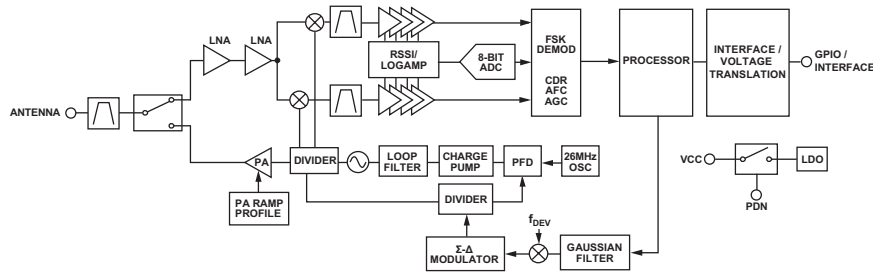 LNA
LNA
RSSI/
LOGAMP
8-BIT
ADC
FSK
DEMOD
CDR
AFC
AGC
PROCESSOR
INTERFACE /
VOLTAGE
TRANSLATION
GPIO /
INTERFACE
ANTENNA
PA
DIVIDER
LOOP
FILTER
CHARGE
PUMP
PFD
26MHz
OSC
VCC
LDO
PDN
PA RAMP
PROFILE
DIVIDER
fDEV
Σ-Δ
MODULATOR
GAUSSIAN
FILTER